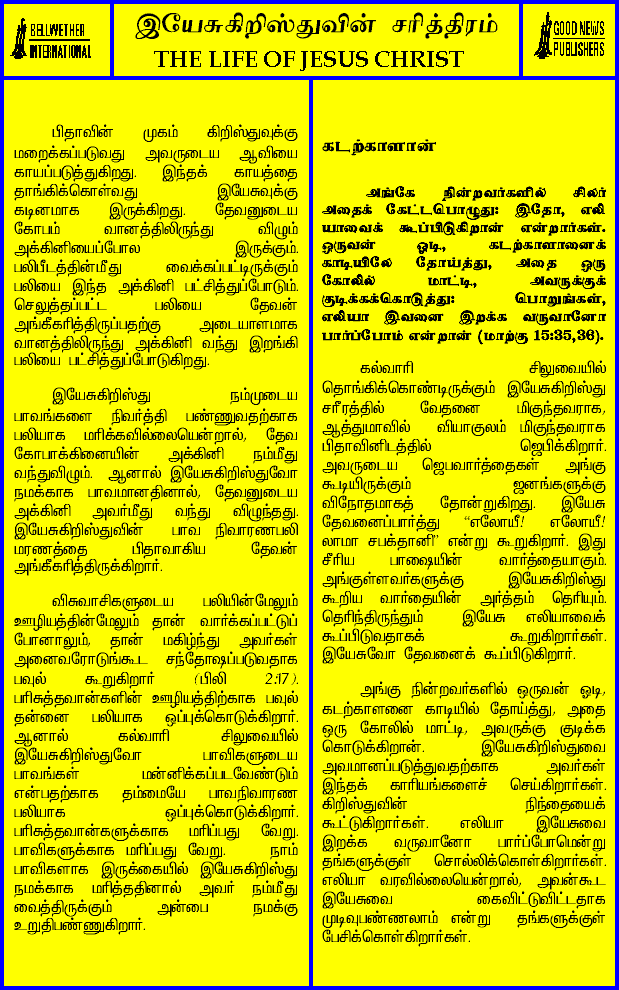 BELLWETHER
INTERNATIONAL
இயேசுகிறிஸ்துவின் சரித்திரம்
THE LIFE OF JESUS CHRIST
GOOD NEWS
PUBLISHERS
பிதாவின் முகம் கிறிஸ்துவுக்கு
மறைக்கப்படுவது அவருடைய ஆவியை
காயப்படுத்துகிறது. இந்தக் காயத்தை
தாங்கிக்கொள்வது இயேசுவுக்கு
கடினமாக இருக்கிறது. தேவனுடைய
கோபம் வானத்திலிருந்து விழும்
அக்கினியைப்போல இருக்கும்.
பலிபீடத்தின்மீது வைக்கப்பட்டிருக்கும்
பலியை இந்த அக்கினி பட்சித்துப்போடும்.
செலுத்தப்பட்ட பலியை தேவன்
அங்கீகரித்திருப்பதற்கு அடையாளமாக
வானத்திலிருந்து அக்கினி வந்து இறங்கி
பலியை பட்சித்துப்போடுகிறது.
இயேசுகிறிஸ்து நம்முடைய
பாவங்களை நிவர்த்தி பண்ணுவதற்காக
பலியாக மரிக்கவில்லையென்றால், தேவ
கோபாக்கினையின் அக்கினி நம்மீது
வந்துவிழும். ஆனால் இயேசுகிறிஸ்துவோ
நமக்காக பாவமானதினால், தேவனுடைய
அக்கினி அவர்மீது வந்து விழுந்தது.
இயேசுகிறிஸ்துவின் பாவ நிவாரணபலி
மரணத்தை பிதாவாகிய தேவன்
அங்கீகரித்திருக்கிறார்.
விசுவாசிகளுடைய பலியின்மேலும்
ஊழியத்தின்மேலும் தான் வார்க்கப்பட்டுப்
போனாலும், தான் மகிழ்ந்து அவர்கள்
அனைவரோடுங்கூட சந்தோஷப்படுவதாக
பவுல் கூறுகிறார் (பிலி 2:17).
பரிசுத்தவான்களின் ஊழியத்திற்காக பவுல்
தன்னை பலியாக ஒப்புக்கொடுக்கிறார்.
ஆனால் கல்வாரி சிலுவையில்
இயேசுகிறிஸ்துவோ பாவிகளுடைய
பாவங்கள் மன்னிக்கப்படவேண்டும்
என்பதற்காக தம்மையே பாவநிவாரண
பலியாக ஒப்புக்கொடுக்கிறார்.
பரிசுத்தவான்களுக்காக மரிப்பது வேறு.
பாவிகளுக்காக மரிப்பது வேறு. நாம்
பாவிகளாக இருக்கையில் இயேசுகிறிஸ்து
நமக்காக மரித்ததினால் அவர் நம்மீது
வைத்திருக்கும் அன்பை நமக்கு
உறுதிபண்ணுகிறார்.
கடற்காளான்
அங்கே நின்றவர்களில் சிலர்
அதைக் கேட்டபொழுது: இதோ, எலி
யாவைக் கூப்பிடுகிறான் என்றார்கள்.
ஒருவன் ஓடி, கடற்காளானைக்
காடியிலே தோய்த்து, அதை ஒரு
கோலில் மாட்டி, அவருக்குக்
குடிக்கக்கொடுத்து: பொறுங்கள்,
எலியா இவனை இறக்க வருவானோ
பார்ப்போம் என்றான் (மாற்கு 15:35,36).
கல்வாரி சிலுவையில்
தொங்கிக்கொண்டிருக்கும் இயேசுகிறிஸ்து
சரீரத்தில் வேதனை மிகுந்தவராக,
ஆத்துமாவில் வியாகுலம் மிகுந்தவராக
பிதாவினிடத்தில் ஜெபிக்கிறார்.
அவருடைய ஜெபவார்த்தைகள் அங்கு
கூடியிருக்கும் ஜனங்களுக்கு
விநோதமாகத் தோன்றுகிறது. இயேசு
தேவனைப்பார்த்து “எலோயீ! எலோயீ!
லாமா சபக்தானி” என்று கூறுகிறார். இது
சீரிய பாஷையின் வார்த்தையாகும்.
அங்குள்ளவர்களுக்கு இயேசுகிறிஸ்து
கூறிய வார்தையின் அர்த்தம் தெரியும்.
தெரிந்திருந்தும் இயேசு எலியாவைக்
கூப்பிடுவதாகக் கூறுகிறார்கள்.
இயேசுவோ தேவனைக் கூப்பிடுகிறார்.
அங்கு நின்றவர்களில் ஒருவன் ஓடி,
கடற்காளனை காடியில் தோய்த்து, அதை
ஒரு கோலில் மாட்டி, அவருக்கு குடிக்க
கொடுக்கிறான். இயேசுகிறிஸ்துவை
அவமானப்படுத்துவதற்காக அவர்கள்
இந்தக் காரியங்களைச் செய்கிறார்கள்.
கிறிஸ்துவின் நிந்தையைக்
கூட்டுகிறார்கள். எலியா இயேசுவை
இறக்க வருவானோ பார்ப்போமென்று
தங்களுக்குள் சொல்லிக்கொள்கிறார்கள்.
எலியா வரவில்லையென்றால், அவன்கூட
இயேசுவை கைவிட்டுவிட்டதாக
முடிவுபண்ணலாம் என்று தங்களுக்குள்
பேசிக்கொள்கிறார்கள்.